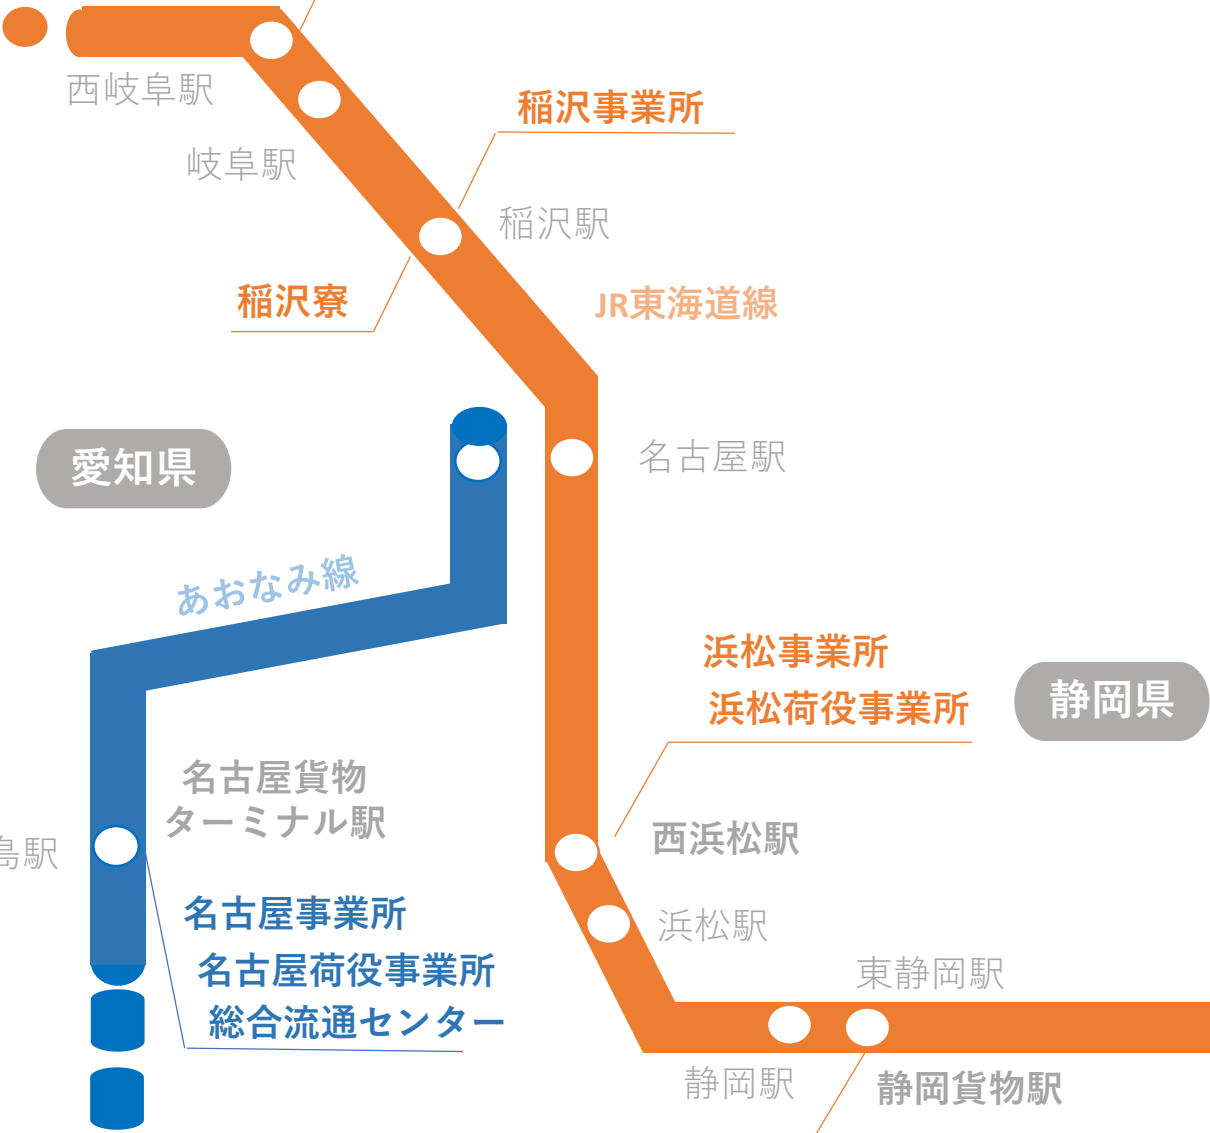 西岐阜駅
稲沢事業所
岐阜駅
稲沢駅
稲沢寮
JR東海道線
愛知県
名古屋駅
あおなみ線
浜松事業所
浜松荷役事業所
静岡県
名古屋貨物
ターミナル駅
西浜松駅
島駅
名古屋事業所
浜松駅
名古屋荷役事業所
東静岡駅
総合流通センター
静岡駅
静岡貨物駅